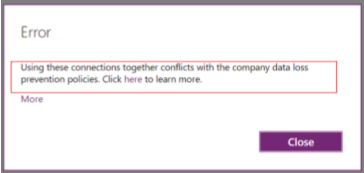 Error
Using these connections together conflicts with the company data loss
prevention policies. Click here to learn more.
More
Close